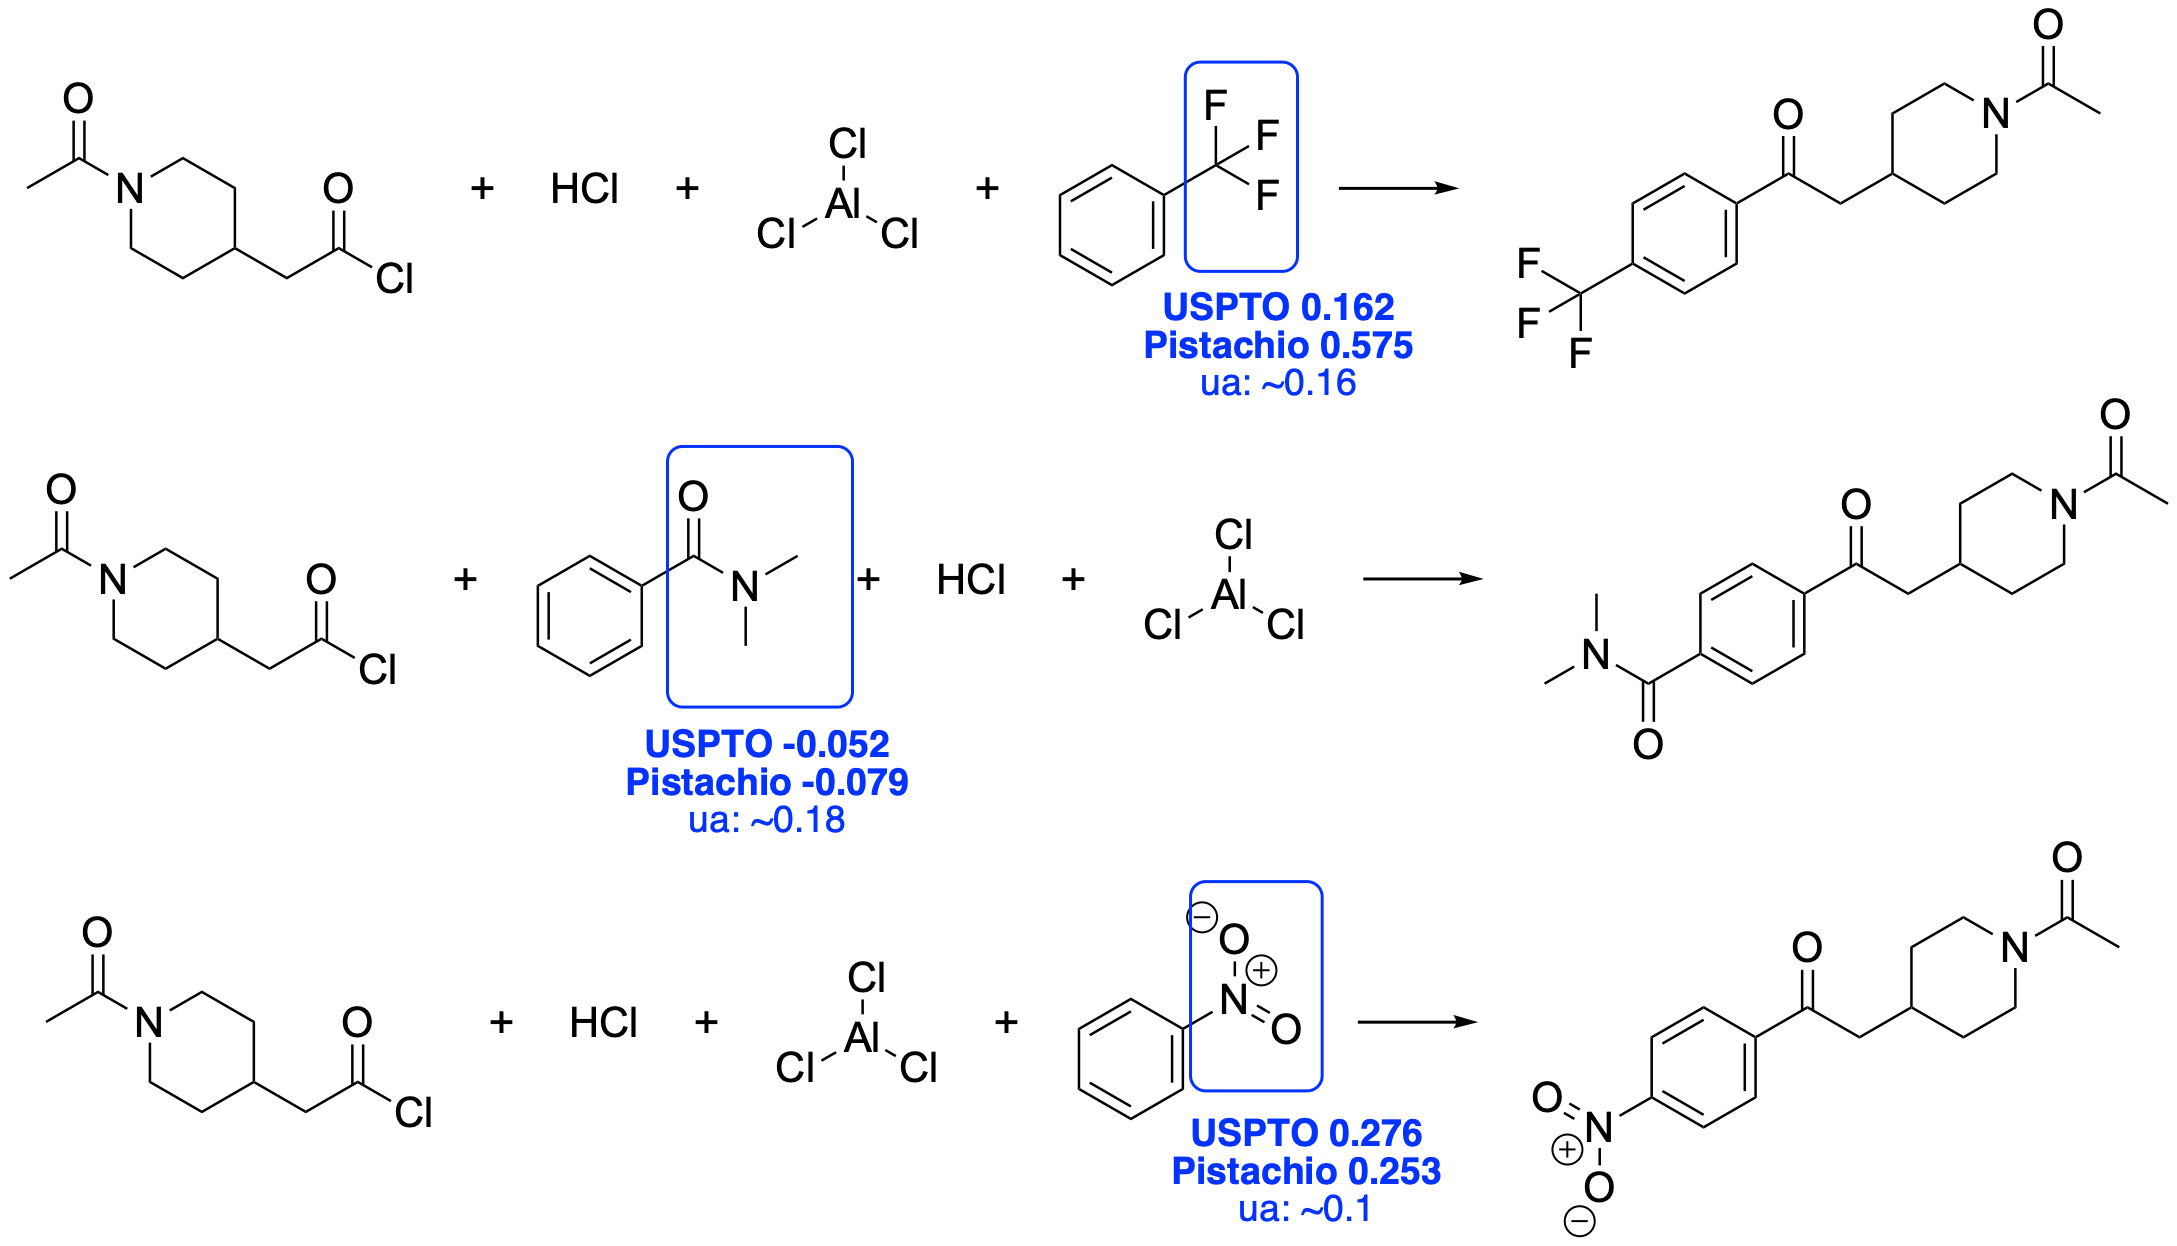 O
N
O
Cl
+
HCl
+
Cl
Al
Cl
Cl
+
F
F
F
USPTO 0.162
Pistachio 0.575
ua: ~0.16
O
N
O
F
F
F
O
N
O
Cl
+
O
N
+
HCl
+
Cl
Al
Cl
Cl
USPTO -0.052
Pistachio -0.079
ua: ~0.18
O
N
O
N
O
O
N
O
Cl
+
HCl
+
Cl
Al
Cl
Cl
+
⊖
O
⊕
N
O
USPTO 0.276
Pistachio 0.253
ua: ~0.1
O
N
O
O
N
⊕
O
⊖